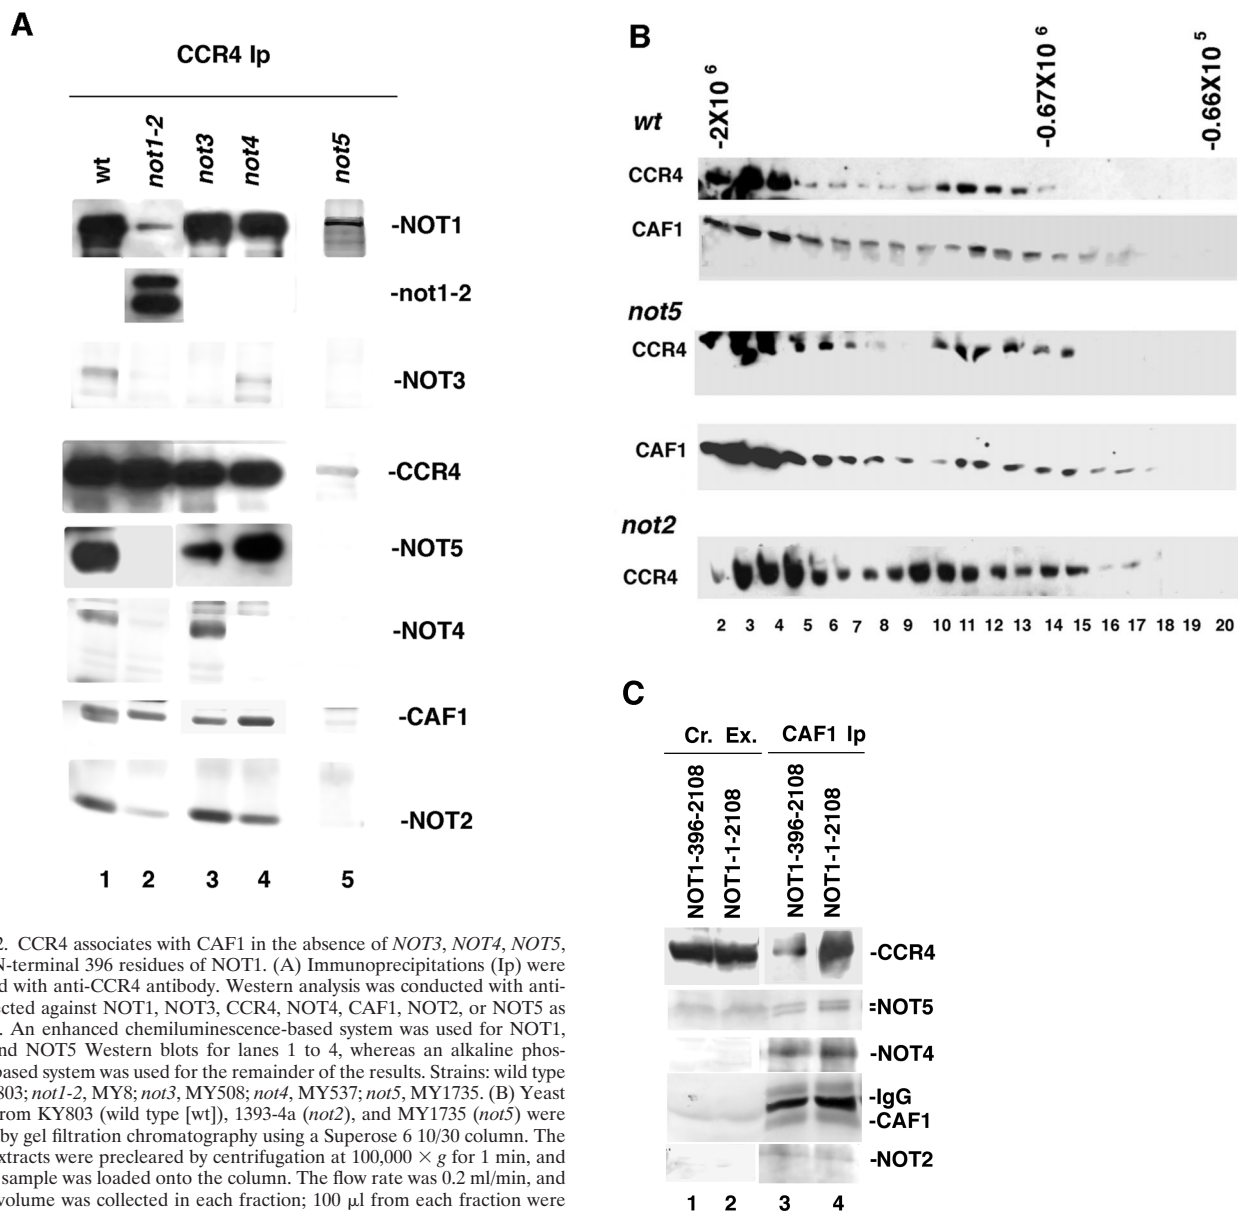 A
CCR4 Ip
wt
not1-2
not3
not4
not5
-NOT1
-not1-2
-NOT3
-CCR4
-NOT5
-NOT4
-CAF1
-NOT2
1 2 3 4 5
B
-2X10 6
-0.67X10 6
-0.66X10 5
wt
CCR4
CAF1
not5
CCR4
CAF1
not2
CCR4
2 3 4 5 6 7 8 9 10 11 12 13 14 15 16 17 18 19 20
C
Cr. Ex.
CAF1 Ip
NOT1-396-2108
NOT1-1-2108
NOT1-396-2108
NOT1-1-2108
-CCR4
=NOT5
-NOT4
-IgG
-CAF1
-NOT2
1 2 3 4
2. CCR4 associates with CAF1 in the absence of NOT3, NOT4, NOT5,
N-terminal 396 residues of NOT1. (A) Immunoprecipitations (Ip) were
d with anti-CCR4 antibody. Western analysis was conducted with anti-
ected against NOT1, NOT3, CCR4, NOT4, CAF1, NOT2, or NOT5 as
. An enhanced chemiluminescence-based system was used for NOT1,
nd NOT5 Western blots for lanes 1 to 4, whereas an alkaline phos-
based system was used for the remainder of the results. Strains: wild type
803; not1-2, MY8; not3, MY508; not4, MY537; not5, MY1735. (B) Yeast
rom KY803 (wild type [wt]), 1393-4a (not2), and MY1735 (not5) were
by gel filtration chromatography using a Superose 6 10/30 column. The
xtracts were precleared by centrifugation at 100,000 × g for 1 min, and
sample was loaded onto the column. The flow rate was 0.2 ml/min, and
volume was collected in each fraction; 100 μl from each fraction were